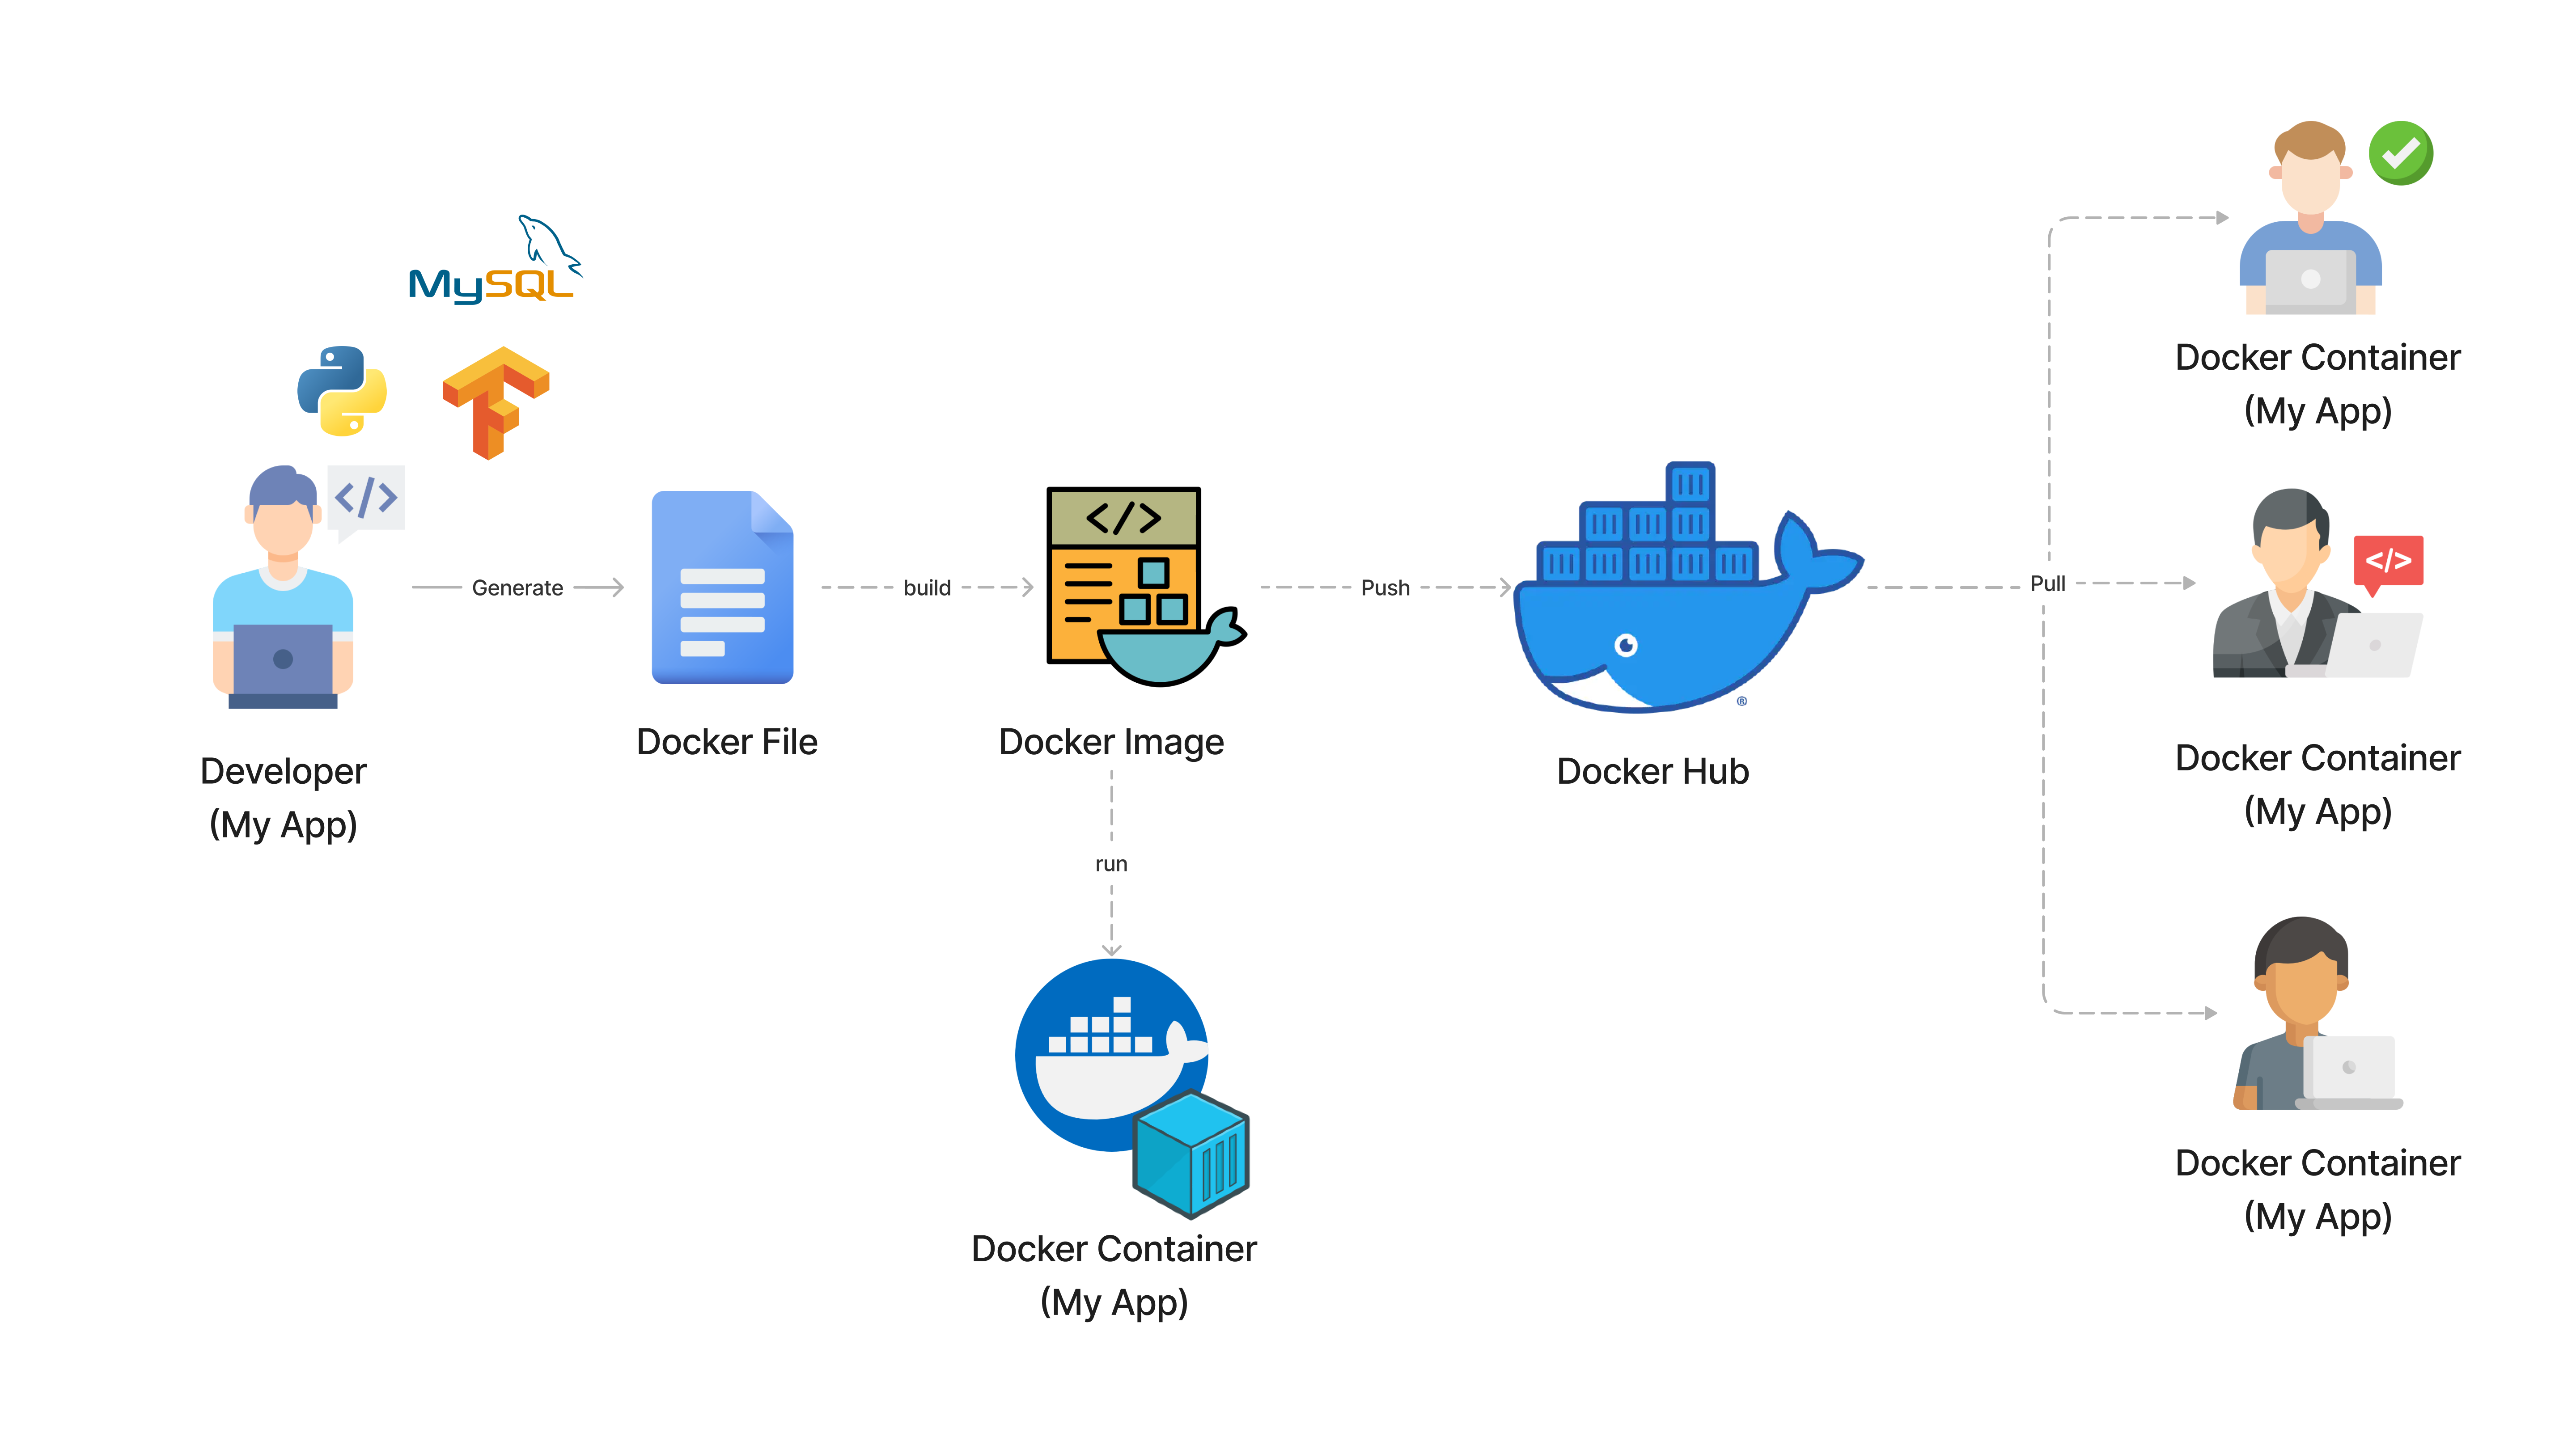 MySQL
</>
Generate
Developer
(My App)
Docker File
build
</>
Docker Image
run
Docker Container
(My App)
Push
®
Docker Hub
Pull
Docker Container
(My App)
</>
Docker Container
(My App)
Docker Container
(My App)